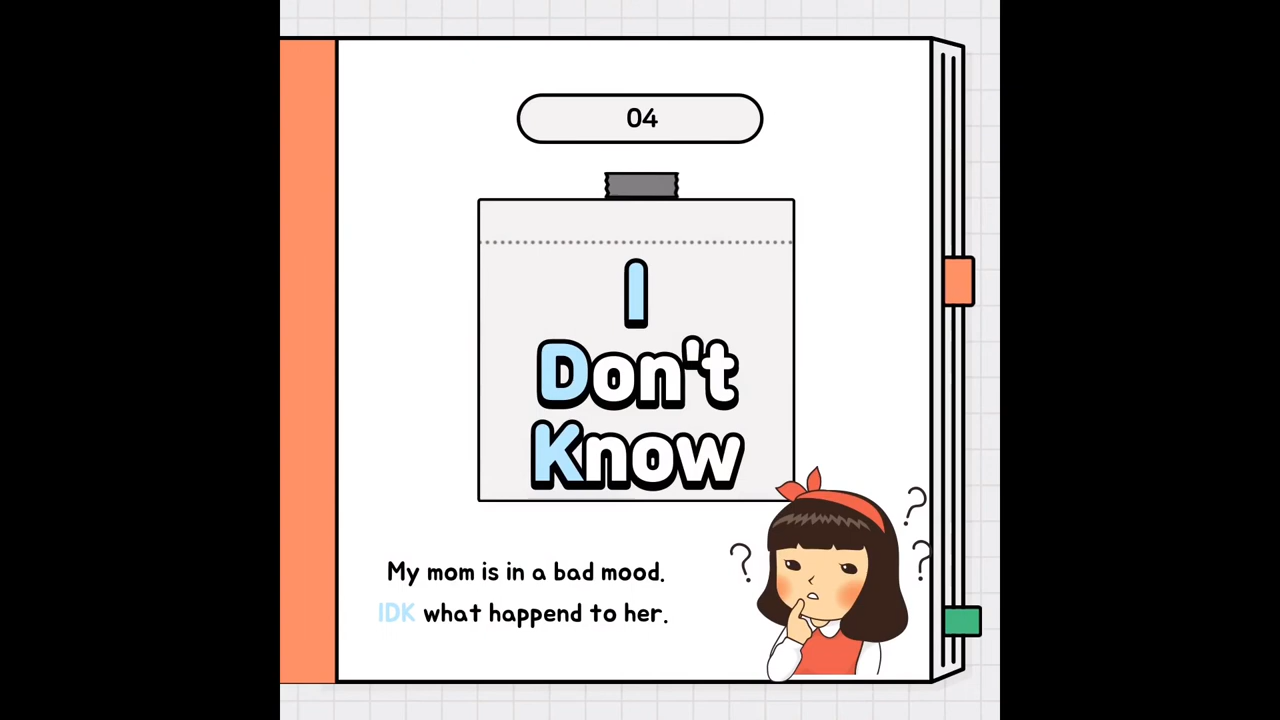 04
I
Don't
Know
My mom is in a bad mood.
IDK what happend to her.